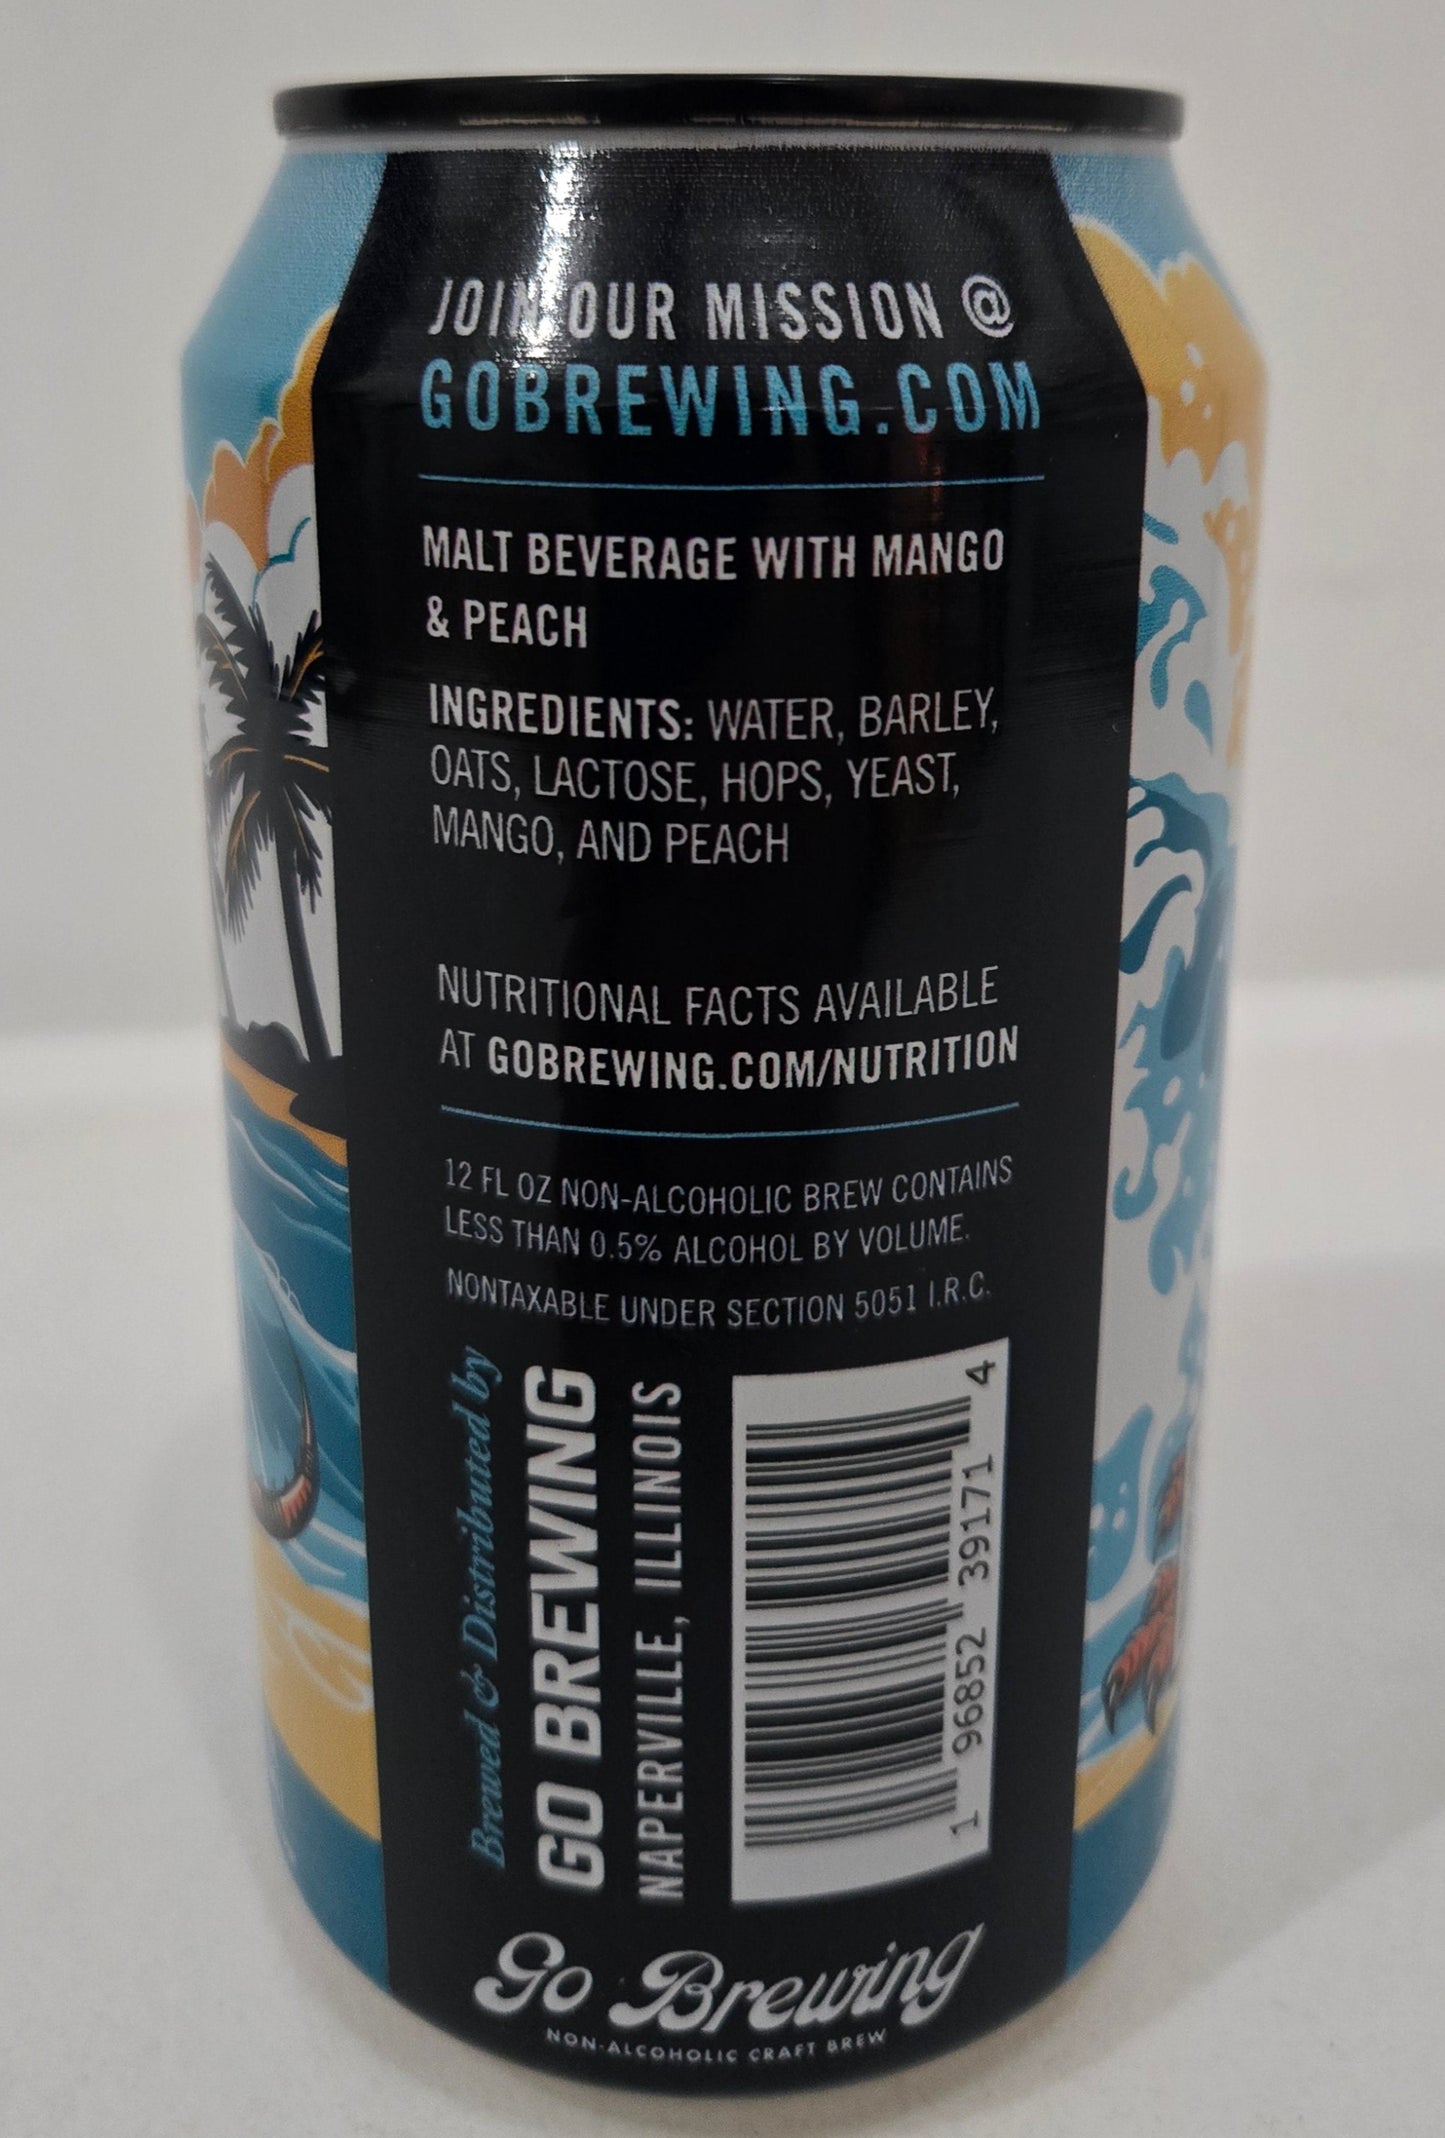 JOIN OUR MISSION @
GOBREWING.COM
MALT BEVERAGE WITH MANGO
& PEACH
INGREDIENTS: WATER, BARLEY,
OATS, LACTOSE, HOPS, YEAST,
MANGO, AND PEACH
NUTRITIONAL FACTS AVAILABLE
AT GOBREWING.COM/NUTRITION
12 FL OZ NON-ALCOHOLIC BREW CONTAINS
LESS THAN 0.5% ALCOHOL BY VOLUME.
NONTAXABLE UNDER SECTION 5051 I.R.C.
Brewed & Distributed by
GO BREWING
NAPERVILLE, ILLINOIS
1 96852 39171 4
Go Brewing
NON-ALCOHOLIC CRAFT BREW